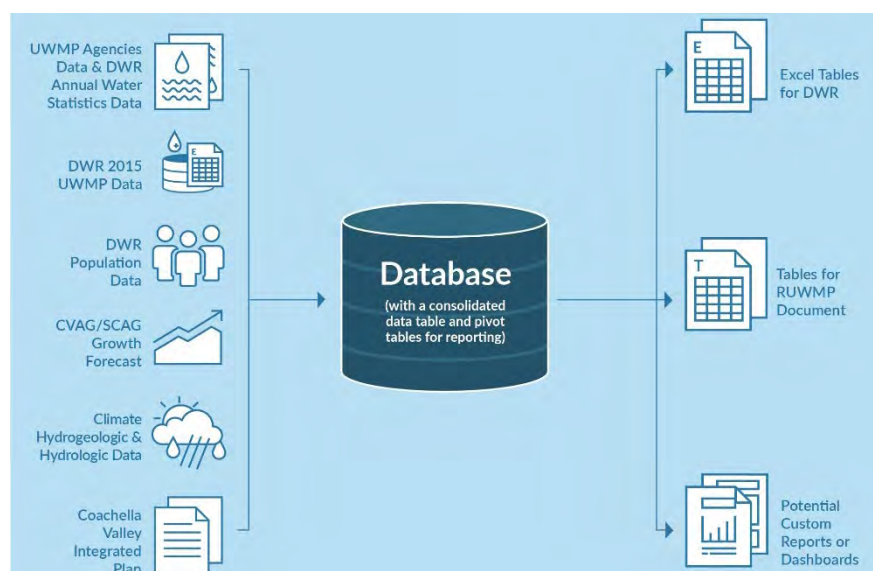 UWMP Agencies
Data & DWR
Annual Water
Statistics Data
DWR 2015
UWMP Data
DWR
Population
Data
CVAG/SCAG
Growth
Forecast
Climate
Hydrogeologic &
Hydrologic Data
Coachella
Valley
Integrated
Plan
E
Database
(with a consolidated
data table and pivot
tables for reporting)
E
Excel Tables
for DWR
T
Tables for
RUWMP
Document
Potential
Custom
Reports or
Dashboards